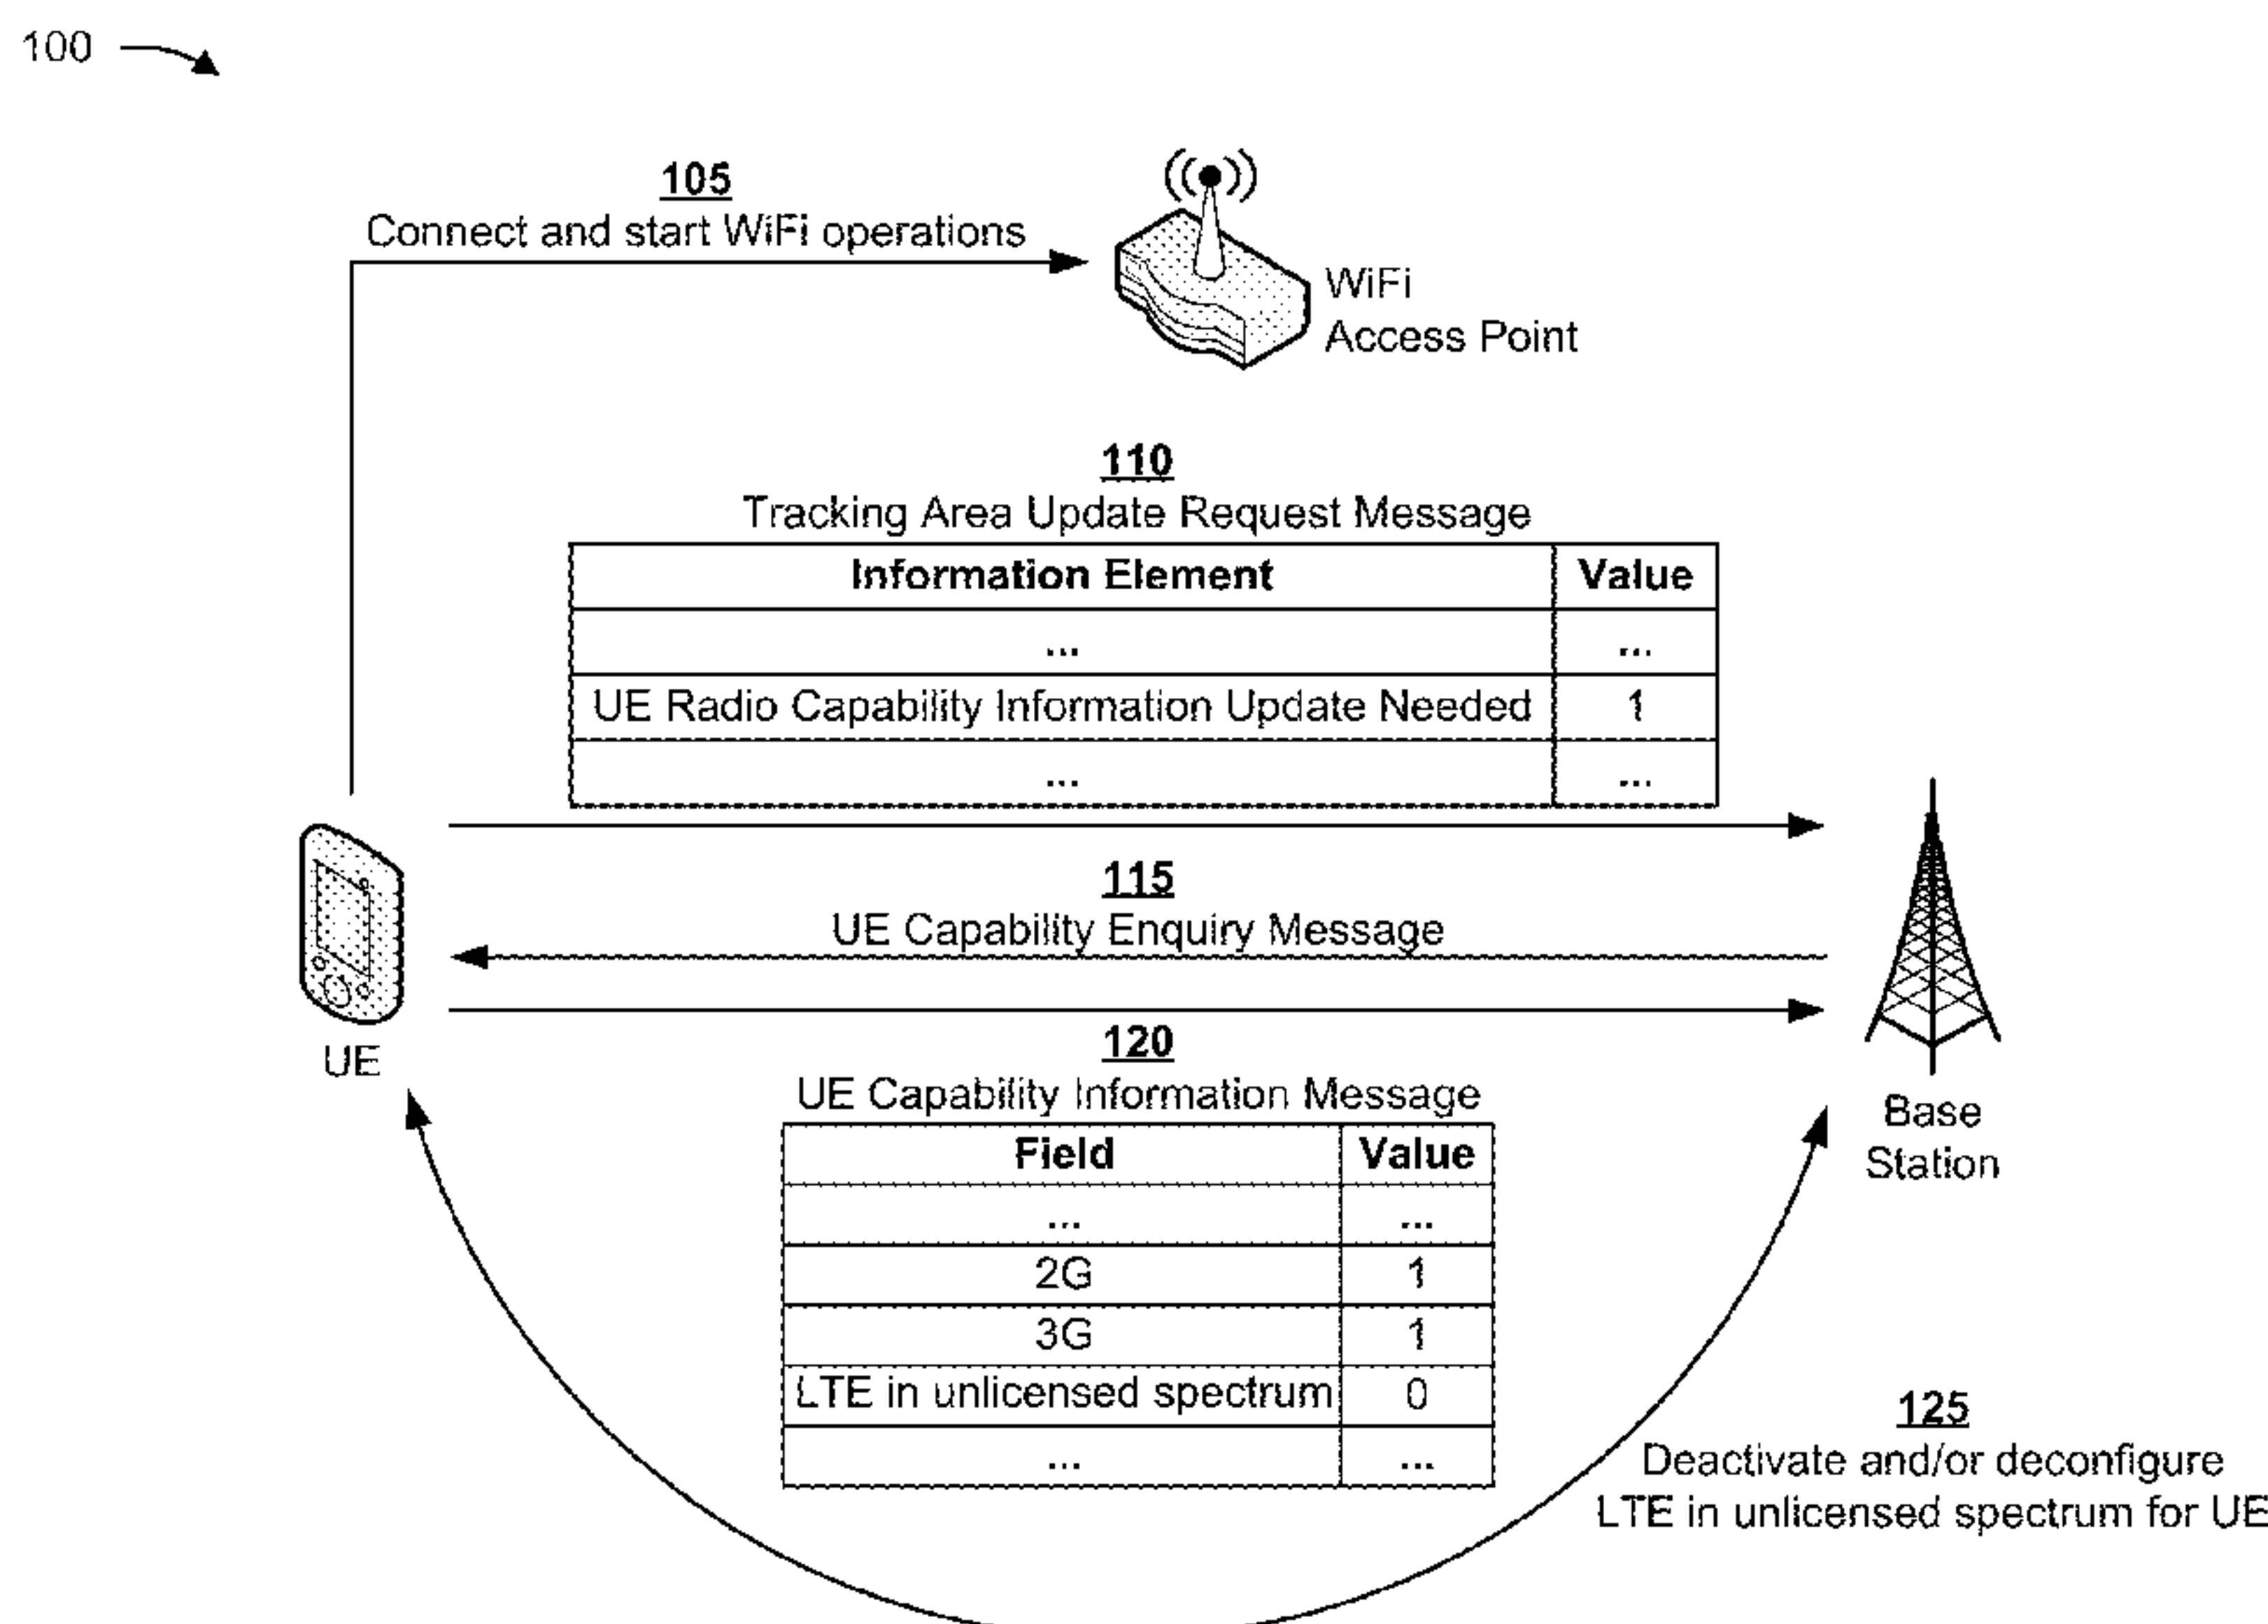 100
105
Connect and start WiFi operations
WiFi
Access Point
110
Tracking Area Update Request Message
Information Element Value
... ...
UE Radio Capability Information Update Needed 1
... ...
115
UE Capability Enquiry Message
UE
120
UE Capability Information Message
Base
Station
Field Value
... ...
2G 1
3G 1
LTE in unlicensed spectrum 0
... ...
125
Deactivate and/or deconfigure
LTE in unlicensed spectrum for UE